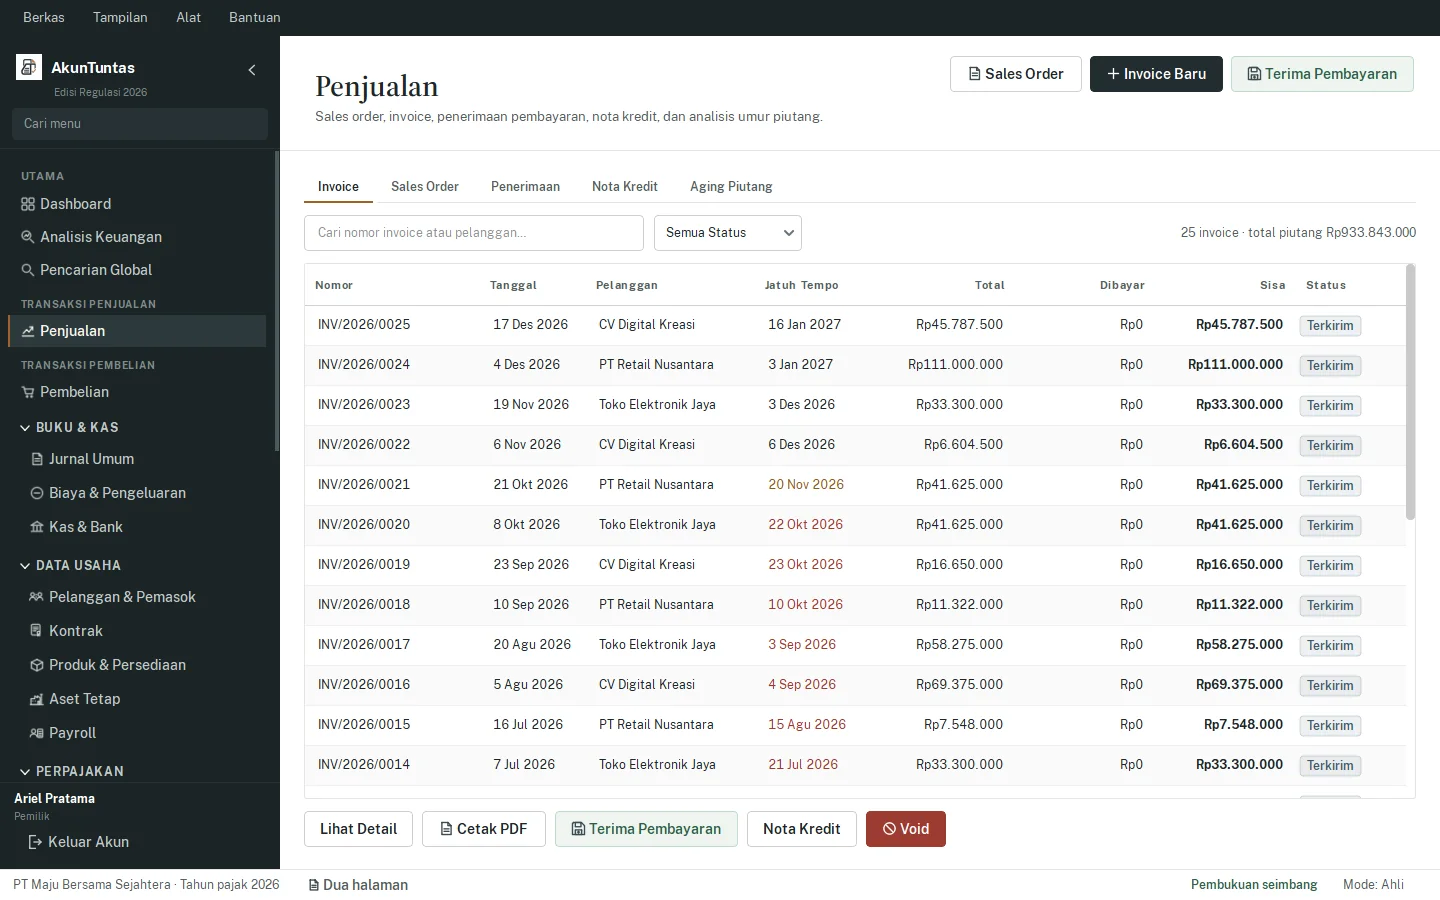 Berkas Tampilan Alat Bantuan
AkunTuntas
Edisi Regulasi 2026
Cari menu
UTAMA
Dashboard
Analisis Keuangan
Pencarian Global
TRANSAKSI PENJUALAN
Penjualan
TRANSAKSI PEMBELIAN
Pembelian
BUKU & KAS
Jurnal Umum
Biaya & Pengeluaran
Kas & Bank
DATA USAHA
Pelanggan & Pemasok
Kontrak
Produk & Persediaan
Aset Tetap
Payroll
PERPAJAKAN
Ariel Pratama
Pemilik
Keluar Akun
Penjualan
Sales order, invoice, penerimaan pembayaran, nota kredit, dan analisis umur piutang.
Sales Order Invoice Baru Terima Pembayaran
Invoice Sales Order Penerimaan Nota Kredit Aging Piutang
Cari nomor invoice atau pelanggan... Semua Status 25 invoice · total piutang Rp933.843.000
Nomor Tanggal Pelanggan Jatuh Tempo Total Dibayar Sisa Status
INV/2026/0025 17 Des 2026 CV Digital Kreasi 16 Jan 2027 Rp45.787.500 Rp0 Rp45.787.500 Terkirim
INV/2026/0024 4 Des 2026 PT Retail Nusantara 3 Jan 2027 Rp111.000.000 Rp0 Rp111.000.000 Terkirim
INV/2026/0023 19 Nov 2026 Toko Elektronik Jaya 3 Des 2026 Rp33.300.000 Rp0 Rp33.300.000 Terkirim
INV/2026/0022 6 Nov 2026 CV Digital Kreasi 6 Des 2026 Rp6.604.500 Rp0 Rp6.604.500 Terkirim
INV/2026/0021 21 Okt 2026 PT Retail Nusantara 20 Nov 2026 Rp41.625.000 Rp0 Rp41.625.000 Terkirim
INV/2026/0020 8 Okt 2026 Toko Elektronik Jaya 22 Okt 2026 Rp41.625.000 Rp0 Rp41.625.000 Terkirim
INV/2026/0019 23 Sep 2026 CV Digital Kreasi 23 Okt 2026 Rp16.650.000 Rp0 Rp16.650.000 Terkirim
INV/2026/0018 10 Sep 2026 PT Retail Nusantara 10 Okt 2026 Rp11.322.000 Rp0 Rp11.322.000 Terkirim
INV/2026/0017 20 Agu 2026 Toko Elektronik Jaya 3 Sep 2026 Rp58.275.000 Rp0 Rp58.275.000 Terkirim
INV/2026/0016 5 Agu 2026 CV Digital Kreasi 4 Sep 2026 Rp69.375.000 Rp0 Rp69.375.000 Terkirim
INV/2026/0015 16 Jul 2026 PT Retail Nusantara 15 Agu 2026 Rp7.548.000 Rp0 Rp7.548.000 Terkirim
INV/2026/0014 7 Jul 2026 Toko Elektronik Jaya 21 Jul 2026 Rp33.300.000 Rp0 Rp33.300.000 Terkirim
Lihat Detail Cetak PDF Terima Pembayaran Nota Kredit Void
PT Maju Bersama Sejahtera · Tahun pajak 2026 Dua halaman Pembukuan seimbang Mode: Ahli